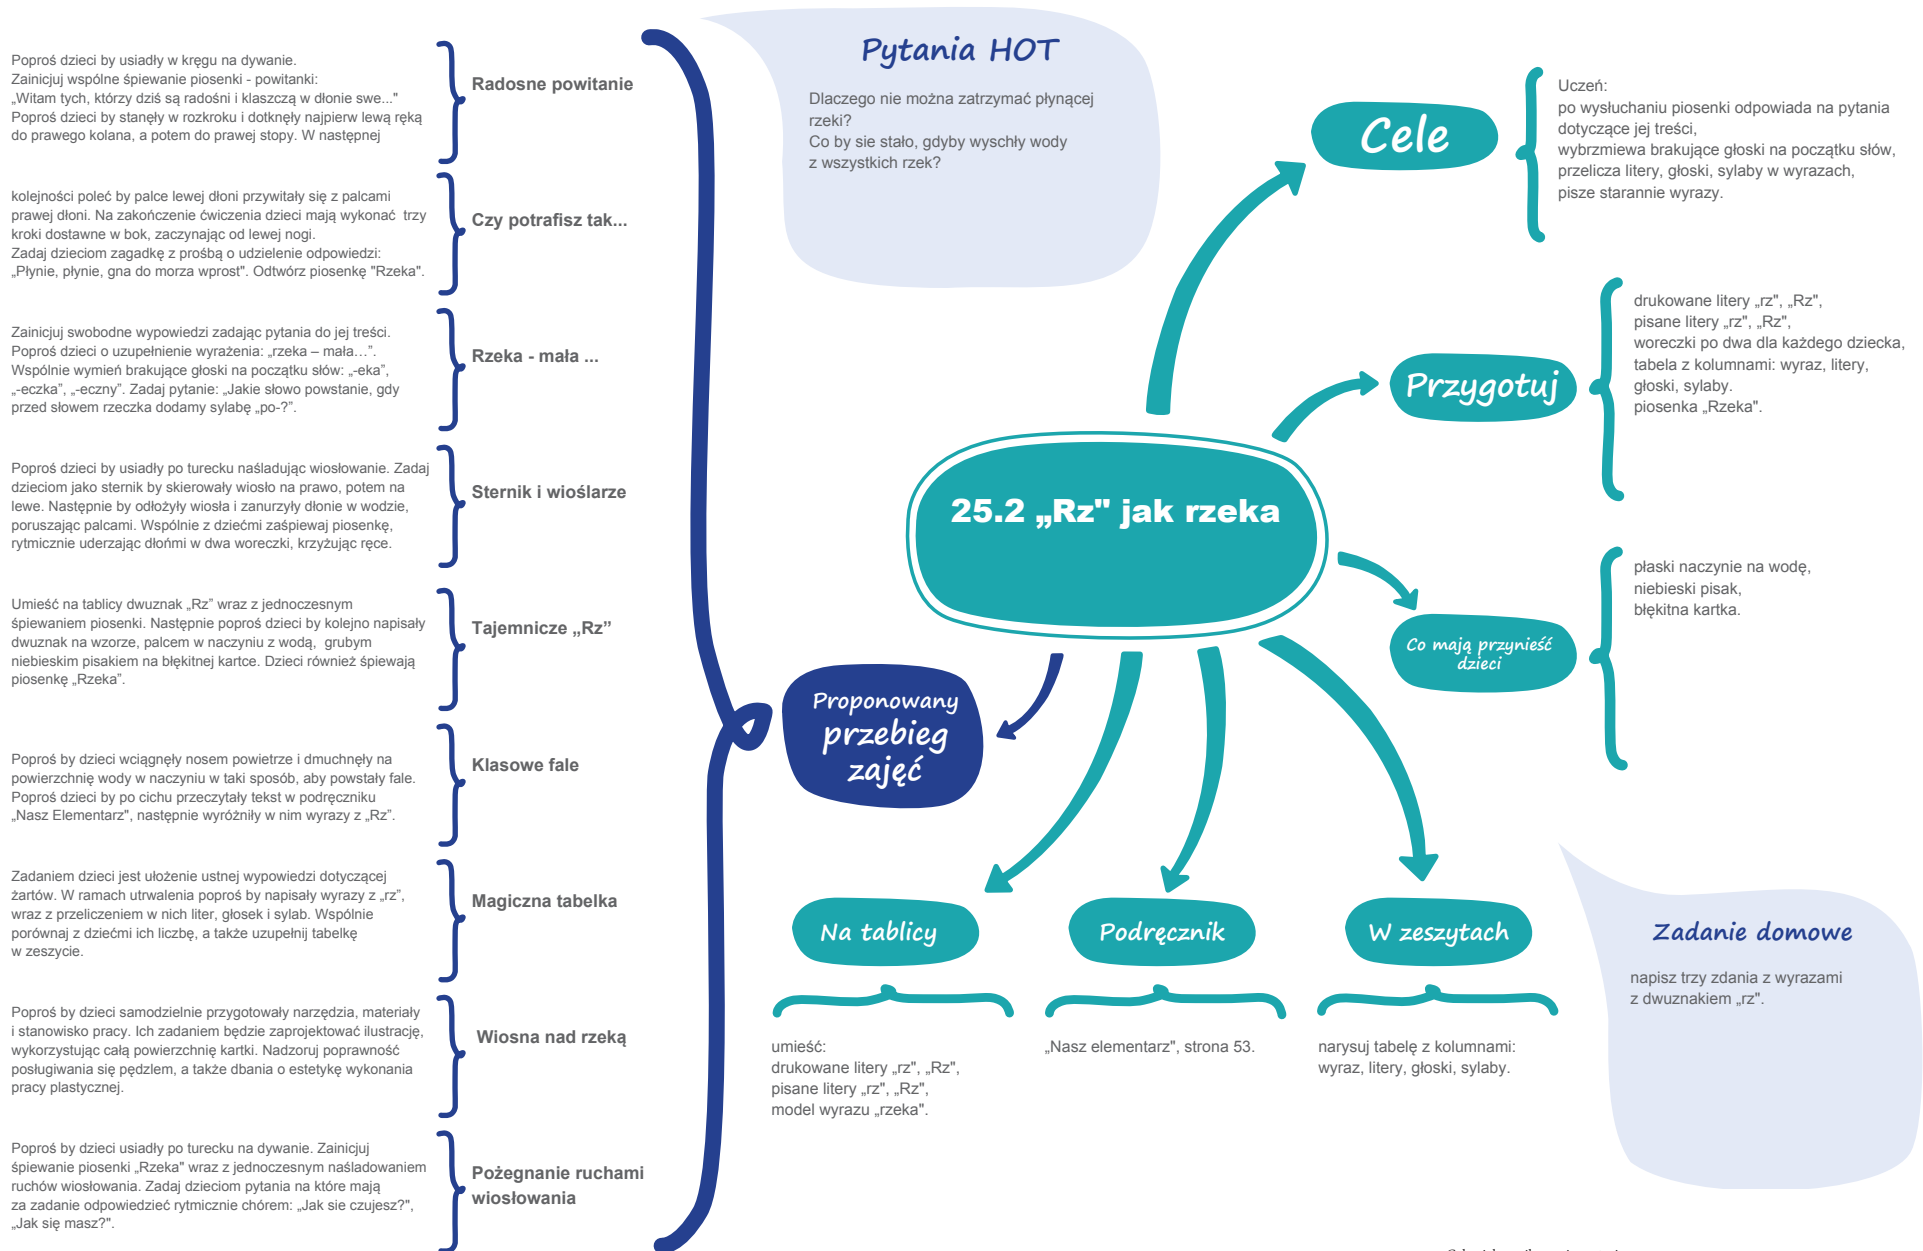 Pytania HOT
Dlaczego nie można zatrzymać płynącej
rzeki?
Co by sie stało, gdyby wyschły wody
z wszystkich rzek?
Cele
Uczeń:
po wysłuchaniu piosenki odpowiada na pytania
dotyczące jej treści,
wybrzmiewa brakujące głoski na początku słów,
przelicza litery, głoski, sylaby w wyrazach,
pisze starannie wyrazy.
Przygotuj
drukowane litery „rz", „Rz",
pisane litery „rz", „Rz",
woreczki po dwa dla każdego dziecka,
tabela z kolumnami: wyraz, litery,
głoski, sylaby.
piosenka „Rzeka".
25.2 „Rz" jak rzeka
Co mają przynieść
dzieci
płaski naczynie na wodę,
niebieski pisak,
błękitna kartka.
Proponowany
przebieg
zajęć
Radosne powitanie
Poproś dzieci by usiadły w kręgu na dywanie.
Zainicjuj wspólne śpiewanie piosenki - powitanki:
„Witam tych, którzy dziś są radośni i klaszczą w dłonie swe..."
Poproś dzieci by stanęły w rozkroku i dotknęły najpierw lewą ręką
do prawego kolana, a potem do prawej stopy. W następnej
Czy potrafisz tak...
kolejności poleć by palce lewej dłoni przywitały się z palcami
prawej dłoni. Na zakończenie ćwiczenia dzieci mają wykonać trzy
kroki dostawne w bok, zaczynając od lewej nogi.
Zadaj dzieciom zagadkę z prośbą o udzielenie odpowiedzi:
„Płynie, płynie, gna do morza wprost". Odtwórz piosenkę "Rzeka".
Rzeka - mała ...
Zainicjuj swobodne wypowiedzi zadając pytania do jej treści.
Poproś dzieci o uzupełnienie wyrażenia: „rzeka – mała…”.
Wspólnie wymień brakujące głoski na początku słów: „-eka”,
„-eczka”, „-eczny”. Zadaj pytanie: „Jakie słowo powstanie, gdy
przed słowem rzeczka dodamy sylabę „po-?”.
Sternik i wioślarze
Poproś dzieci by usiadły po turecku naśladując wiosłowanie. Zadaj
dzieciom jako sternik by skierowały wiosło na prawo, potem na
lewe. Następnie by odłożyły wiosła i zanurzyły dłonie w wodzie,
poruszając palcami. Wspólnie z dziećmi zaśpiewaj piosenkę,
rytmicznie uderzając dłońmi w dwa woreczki, krzyżując ręce.
Tajemnicze „Rz”
Umieść na tablicy dwuznak „Rz” wraz z jednoczesnym
śpiewaniem piosenki. Następnie poproś dzieci by kolejno napisały
dwuznak na wzorze, palcem w naczyniu z wodą, grubym
niebieskim pisakiem na błękitnej kartce. Dzieci również śpiewają
piosenkę „Rzeka”.
Klasowe fale
Poproś by dzieci wciągnęły nosem powietrze i dmuchnęły na
powierzchnię wody w naczyniu w taki sposób, aby powstały fale.
Poproś dzieci by po cichu przeczytały tekst w podręczniku
„Nasz Elementarz", następnie wyróżniły w nim wyrazy z „Rz”.
Magiczna tabelka
Zadaniem dzieci jest ułożenie ustnej wypowiedzi dotyczącej
żartów. W ramach utrwalenia poproś by napisały wyrazy z „rz”,
wraz z przeliczeniem w nich liter, głosek i sylab. Wspólnie
porównaj z dziećmi ich liczbę, a także uzupełnij tabelkę
w zeszycie.
Wiosna nad rzeką
Poproś by dzieci samodzielnie przygotowały narzędzia, materiały
i stanowisko pracy. Ich zadaniem będzie zaprojektować ilustrację,
wykorzystując całą powierzchnię kartki. Nadzoruj poprawność
posługiwania się pędzlem, a także dbania o estetykę wykonania
pracy plastycznej.
Pożegnanie ruchami
wiosłowania
Poproś by dzieci usiadły po turecku na dywanie. Zainicjuj
śpiewanie piosenki „Rzeka" wraz z jednoczesnym naśladowaniem
ruchów wiosłowania. Zadaj dzieciom pytania na które mają
za zadanie odpowiedzieć rytmicznie chórem: „Jak sie czujesz?",
„Jak się masz?".
Na tablicy
umieść:
drukowane litery „rz", „Rz",
pisane litery „rz", „Rz",
model wyrazu „rzeka".
Podręcznik
„Nasz elementarz", strona 53.
W zeszytach
narysuj tabelę z kolumnami:
wyraz, litery, głoski, sylaby.
Zadanie domowe
napisz trzy zdania z wyrazami
z dwuznakiem „rz".